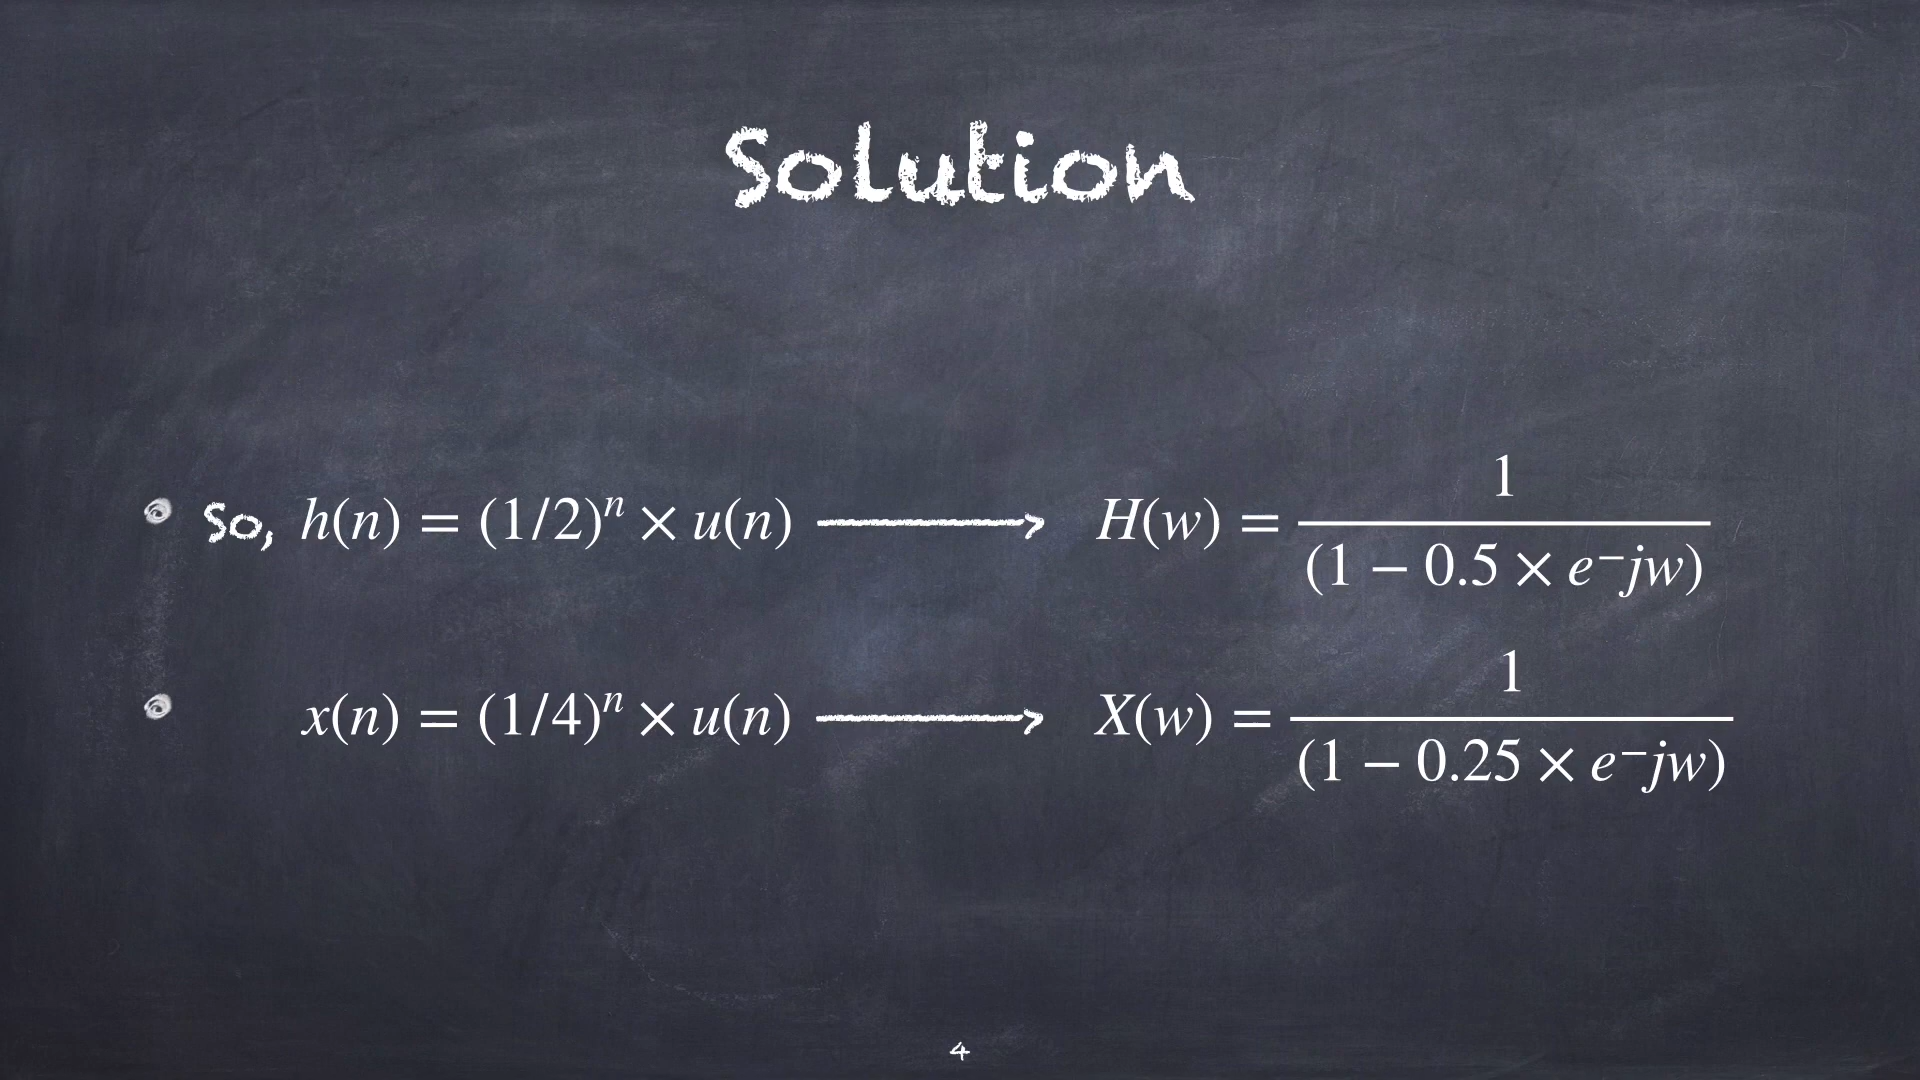 Solution
So, h(n) = (1/2)ⁿ × u(n) ⟶ H(w) = 1 / (1 − 0.5 × e⁻jw)
x(n) = (1/4)ⁿ × u(n) ⟶ X(w) = 1 / (1 − 0.25 × e⁻jw)
4